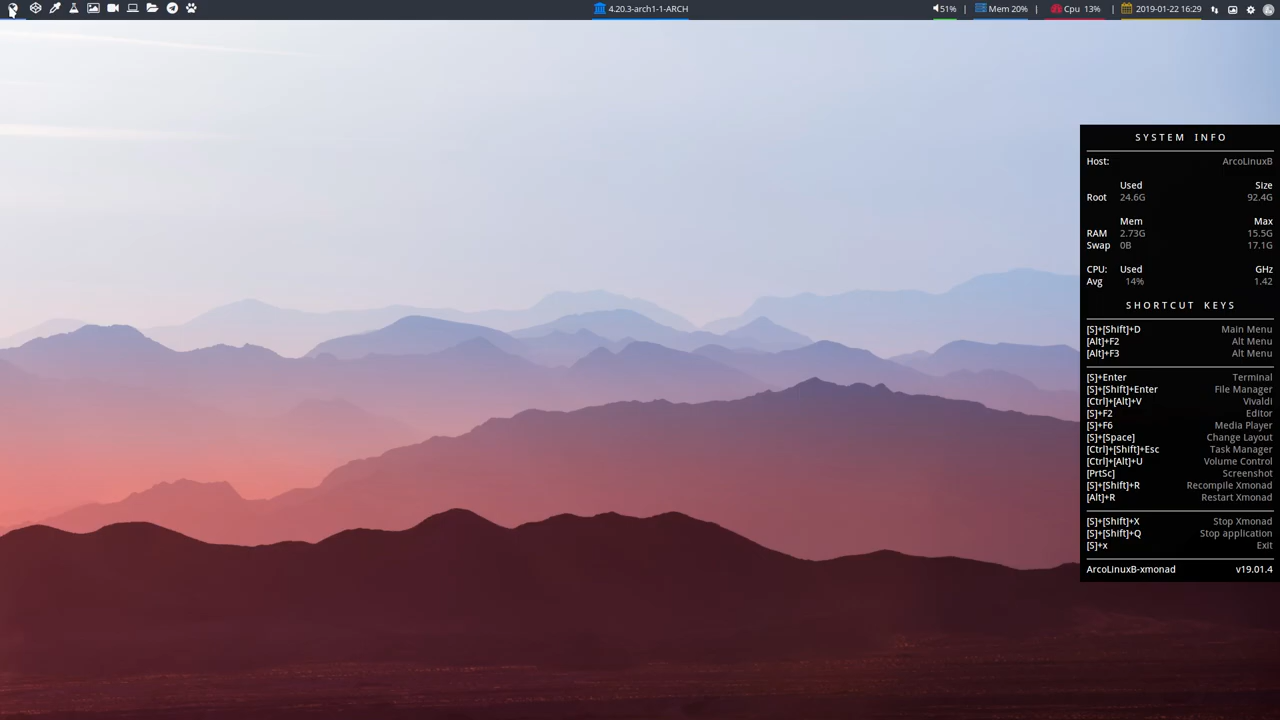 4.20.3-arch1-1-ARCH
51% | Mem 20% | Cpu 13% | 2019-01-22 16:29
SYSTEM INFO
Host: ArcoLinuxB
Used Size
Root 24.6G 92.4G
Mem Max
RAM 2.73G 15.5G
Swap 0B 17.1G
CPU: Used GHz
Avg 14% 1.42
SHORTCUT KEYS
[S]+[Shift]+D Main Menu
[Alt]+F2 Alt Menu
[Alt]+F3 Alt Menu
[S]+Enter Terminal
[S]+[Shift]+Enter File Manager
[Ctrl]+[Alt]+V Vivaldi
[S]+F2 Editor
[S]+F6 Media Player
[S]+[Space] Change Layout
[Ctrl]+[Shift]+Esc Task Manager
[Ctrl]+[Alt]+U Volume Control
[PrtSc] Screenshot
[S]+[Shift]+R Recompile Xmonad
[Alt]+R Restart Xmonad
[S]+[Shift]+X Stop Xmonad
[S]+[Shift]+Q Stop application
[S]+x Exit
ArcoLinuxB-xmonad v19.01.4